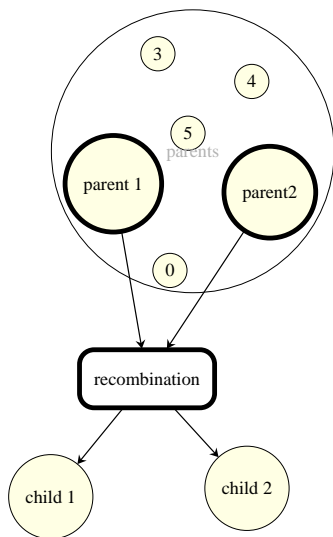 3
4
5
parents
parent 1
parent2
0
recombination
child 1
child 2